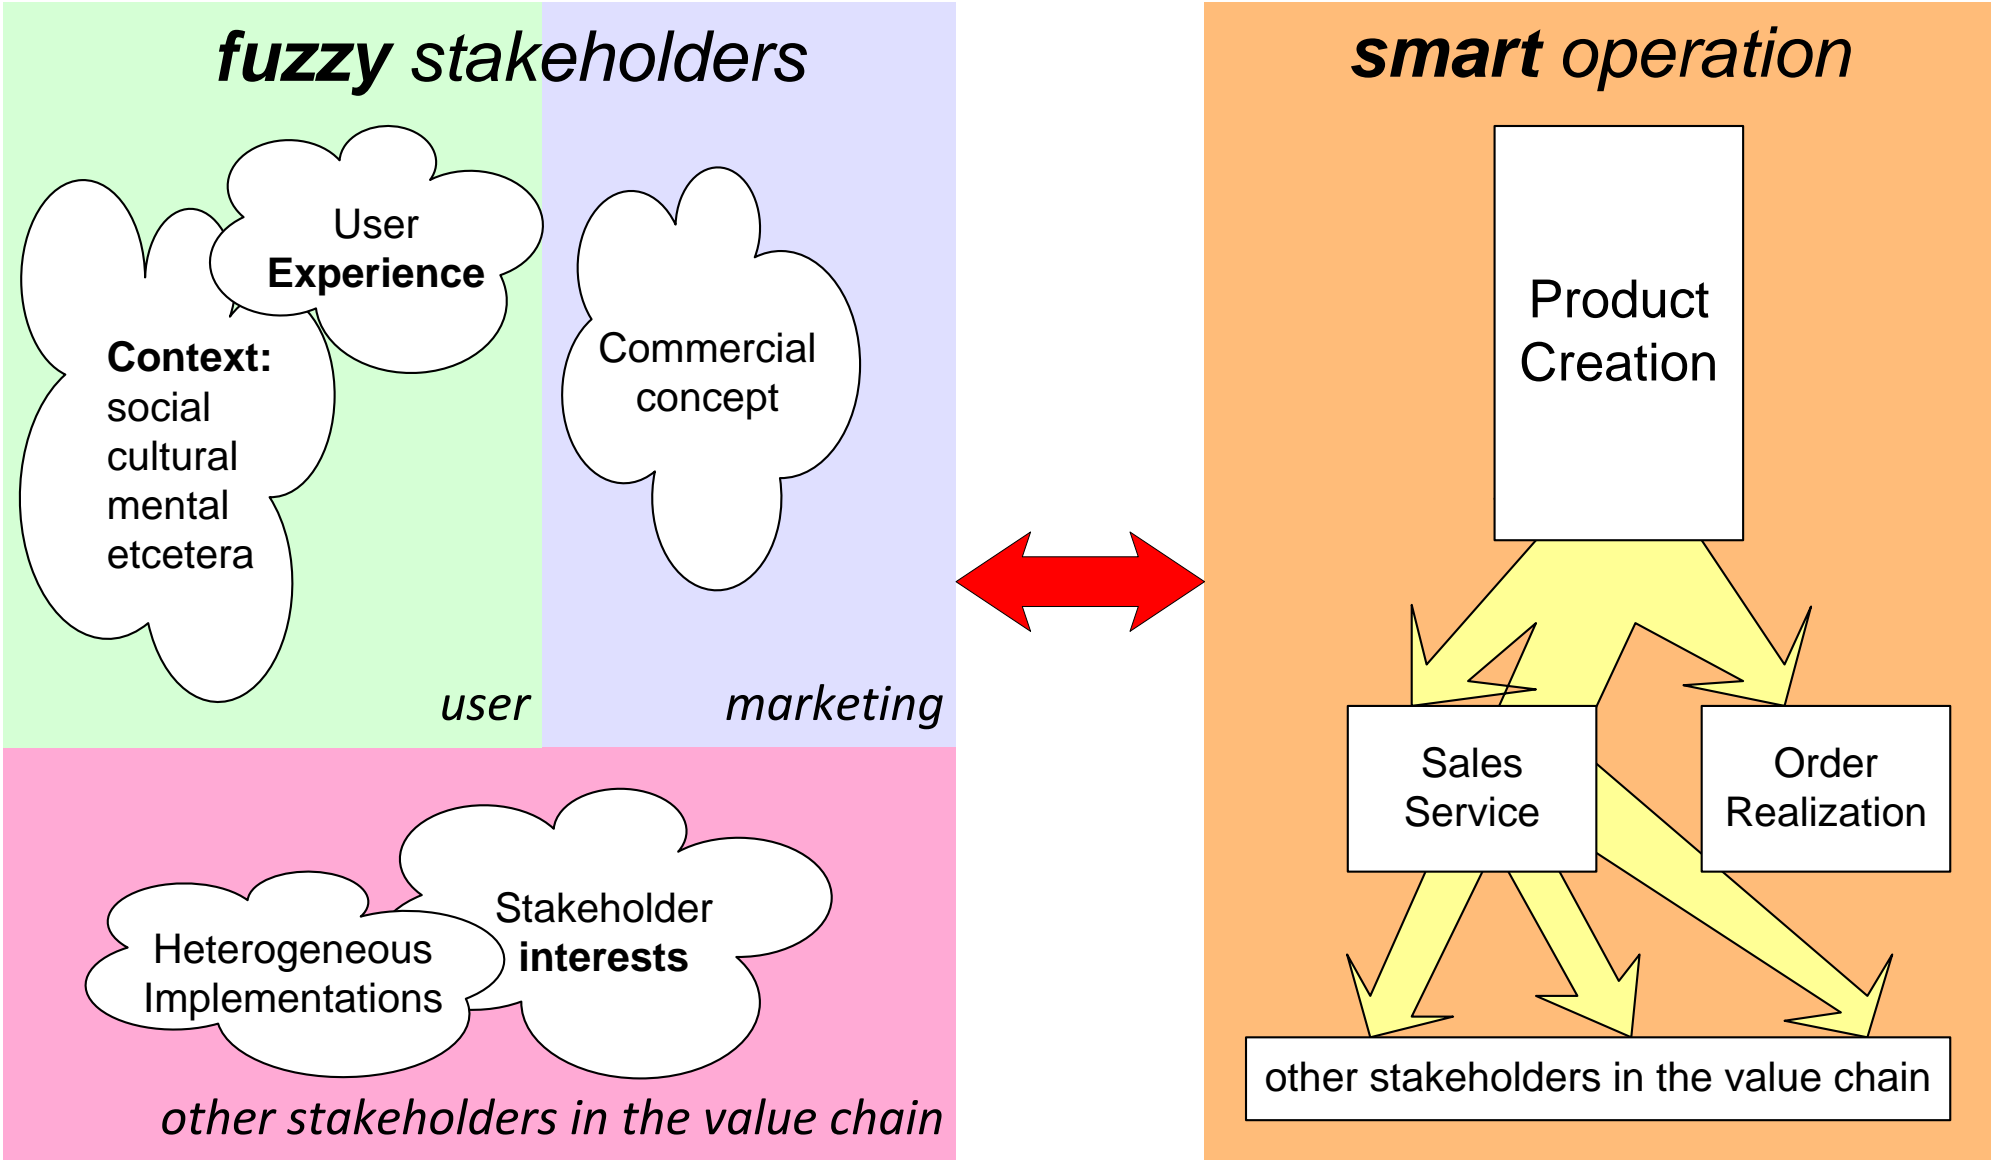 fuzzy stakeholders
User
Experience
Context:
social
cultural
mental
etcetera
Commercial
concept
user
marketing
Heterogeneous
Implementations
Stakeholder
interests
other stakeholders in the value chain
smart operation
Product
Creation
Sales
Service
Order
Realization
other stakeholders in the value chain